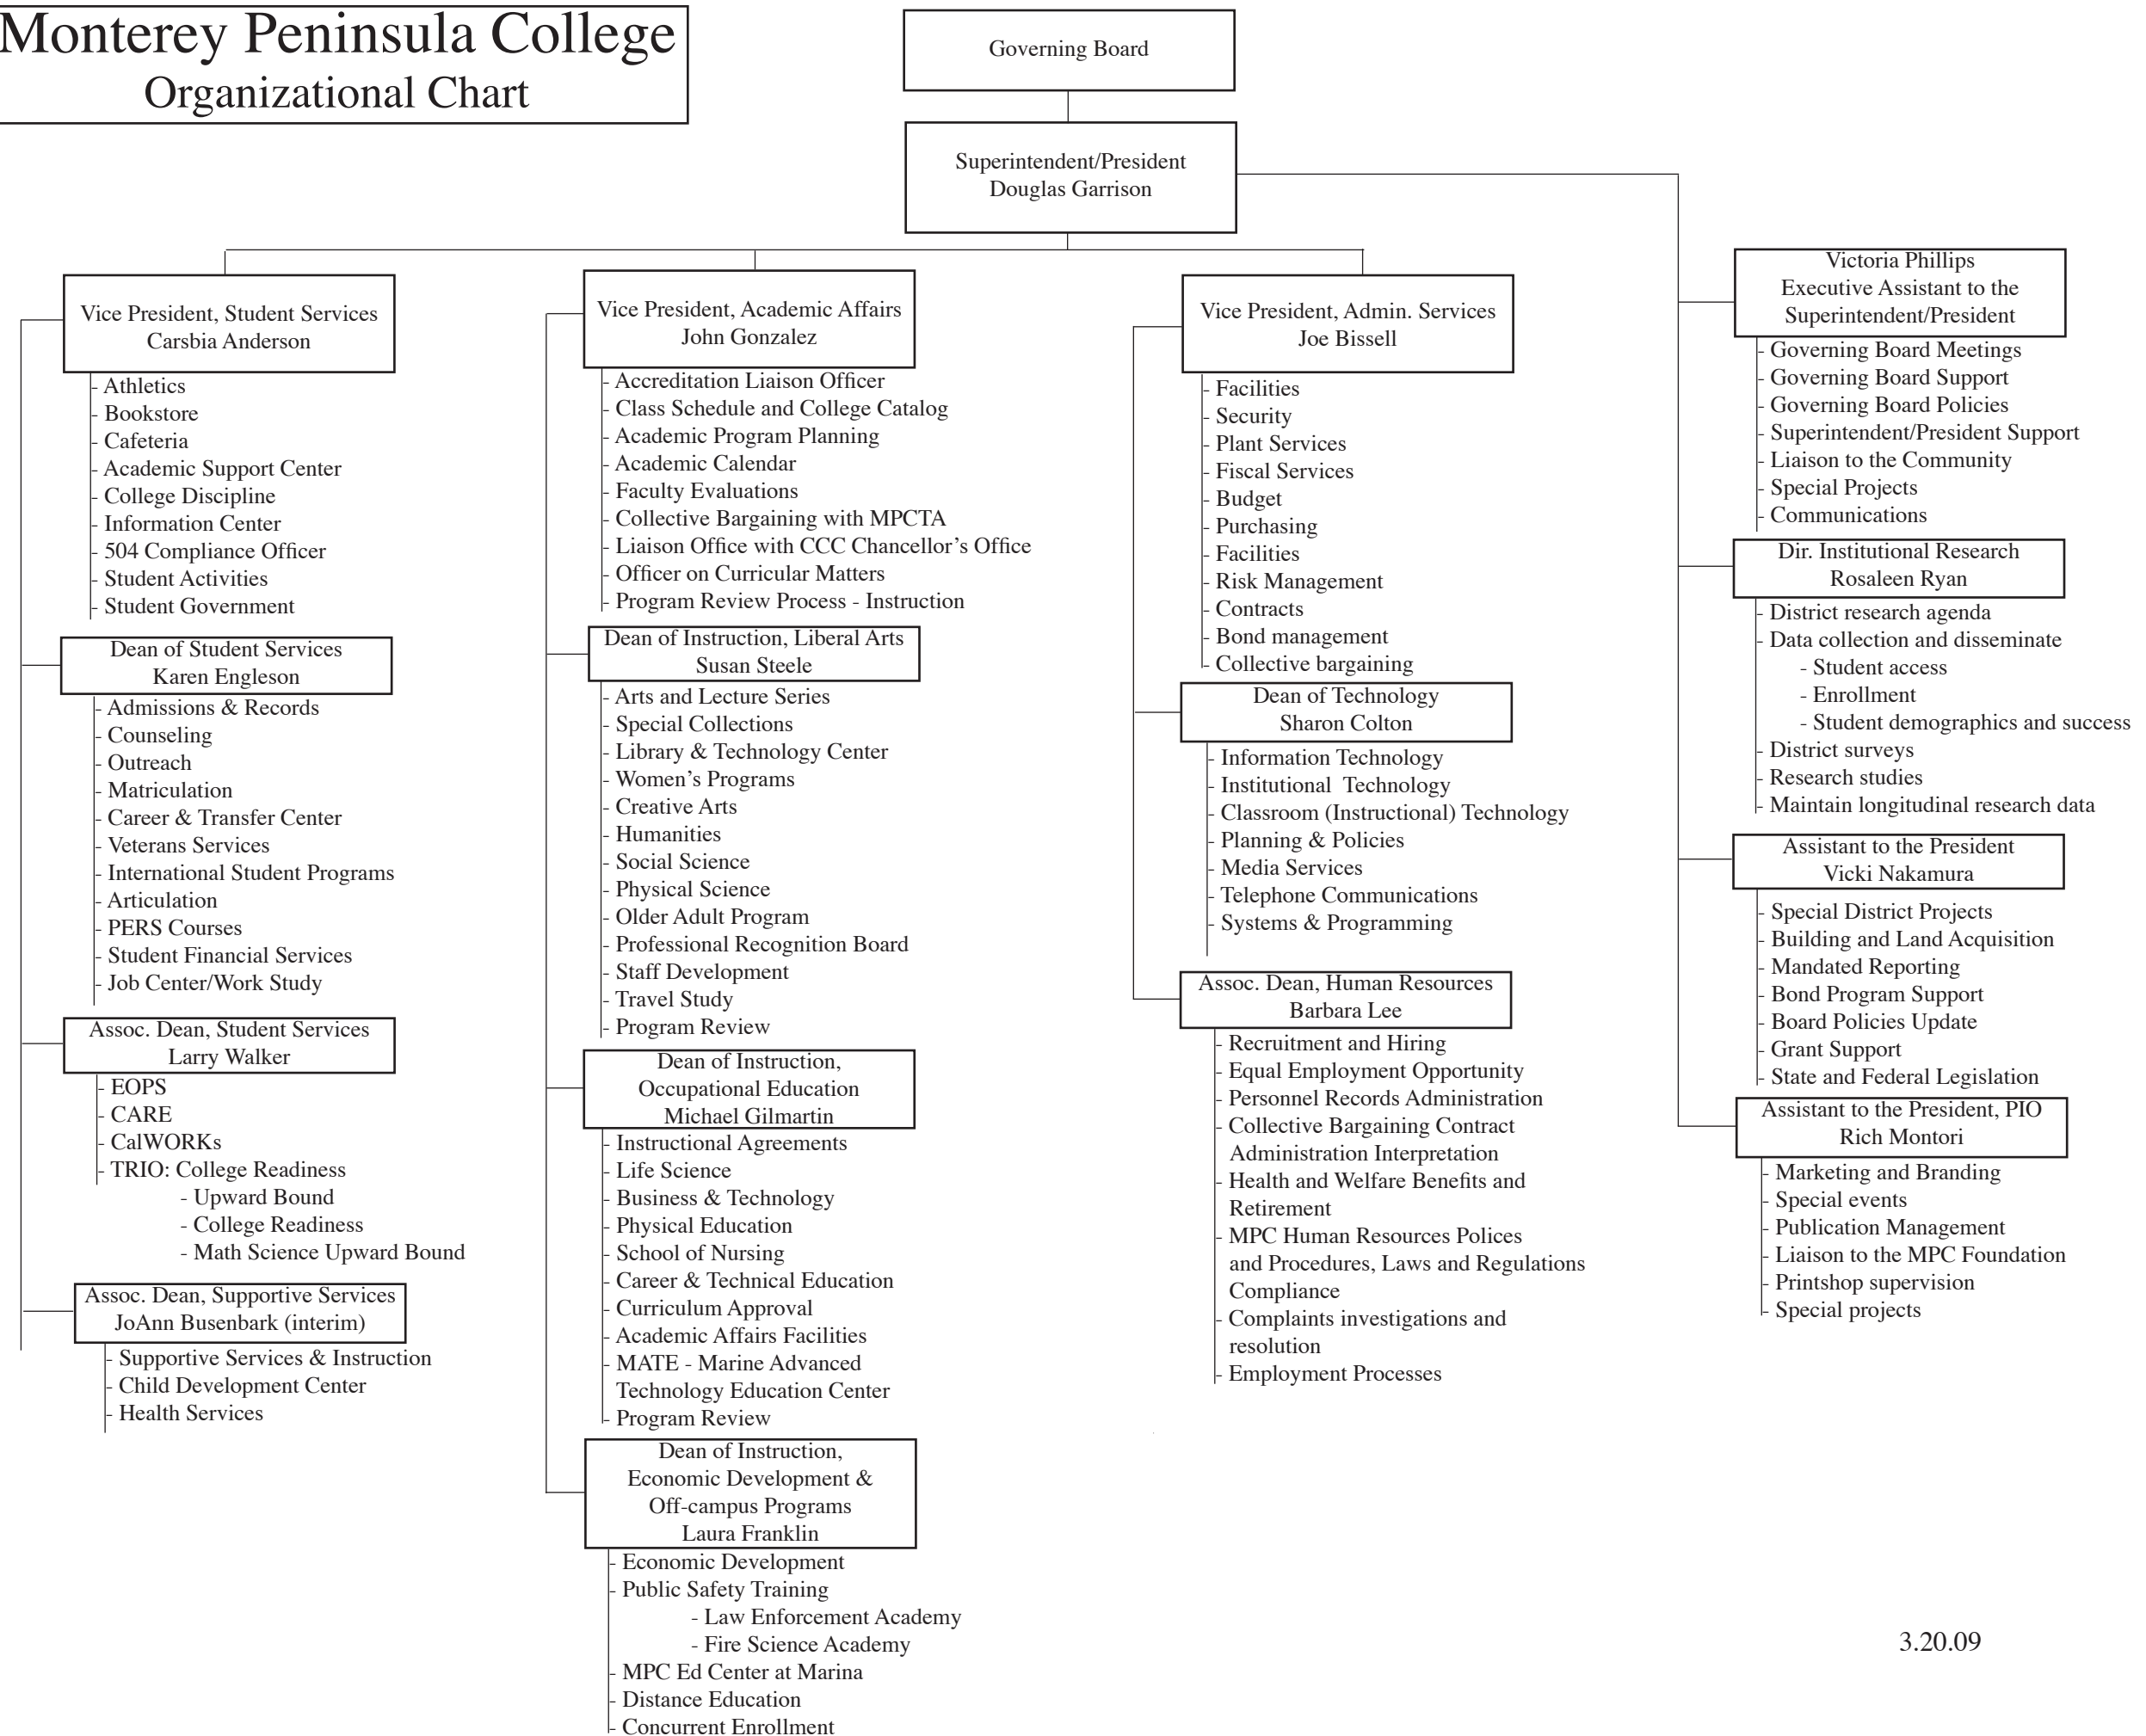 Monterey Peninsula College
Organizational Chart
Governing Board
Superintendent/President
Douglas Garrison
Vice President, Student Services
Carsbia Anderson
- Athletics
- Bookstore
- Cafeteria
- Academic Support Center
- College Discipline
- Information Center
- 504 Compliance Officer
- Student Activities
- Student Government
Dean of Student Services
Karen Engleson
- Admissions & Records
- Counseling
- Outreach
- Matriculation
- Career & Transfer Center
- Veterans Services
- International Student Programs
- Articulation
- PERS Courses
- Student Financial Services
- Job Center/Work Study
Assoc. Dean, Student Services
Larry Walker
- EOPS
- CARE
- CalWORKs
- TRIO: College Readiness
- Upward Bound
- College Readiness
- Math Science Upward Bound
Assoc. Dean, Supportive Services
JoAnn Busenbark (interim)
- Supportive Services & Instruction
- Child Development Center
- Health Services
Vice President, Academic Affairs
John Gonzalez
- Accreditation Liaison Officer
- Class Schedule and College Catalog
- Academic Program Planning
- Academic Calendar
- Faculty Evaluations
- Collective Bargaining with MPCTA
- Liaison Office with CCC Chancellor's Office
- Officer on Curricular Matters
- Program Review Process - Instruction
Dean of Instruction, Liberal Arts
Susan Steele
- Arts and Lecture Series
- Special Collections
- Library & Technology Center
- Women's Programs
- Creative Arts
- Humanities
- Social Science
- Physical Science
- Older Adult Program
- Professional Recognition Board
- Staff Development
- Travel Study
- Program Review
Dean of Instruction,
Occupational Education
Michael Gilmartin
- Instructional Agreements
- Life Science
- Business & Technology
- Physical Education
- School of Nursing
- Career & Technical Education
- Curriculum Approval
- Academic Affairs Facilities
- MATE - Marine Advanced
Technology Education Center
- Program Review
Dean of Instruction,
Economic Development &
Off-campus Programs
Laura Franklin
- Economic Development
- Public Safety Training
- Law Enforcement Academy
- Fire Science Academy
- MPC Ed Center at Marina
- Distance Education
- Concurrent Enrollment
Vice President, Admin. Services
Joe Bissell
- Facilities
- Security
- Plant Services
- Fiscal Services
- Budget
- Purchasing
- Facilities
- Risk Management
- Contracts
- Bond management
- Collective bargaining
Dean of Technology
Sharon Colton
- Information Technology
- Institutional Technology
- Classroom (Instructional) Technology
- Planning & Policies
- Media Services
- Telephone Communications
- Systems & Programming
Assoc. Dean, Human Resources
Barbara Lee
- Recruitment and Hiring
- Equal Employment Opportunity
- Personnel Records Administration
- Collective Bargaining Contract
Administration Interpretation
- Health and Welfare Benefits and
Retirement
- MPC Human Resources Polices
and Procedures, Laws and Regulations
Compliance
- Complaints investigations and
resolution
- Employment Processes
Victoria Phillips
Executive Assistant to the
Superintendent/President
- Governing Board Meetings
- Governing Board Support
- Governing Board Policies
- Superintendent/President Support
- Liaison to the Community
- Special Projects
- Communications
Dir. Institutional Research
Rosaleen Ryan
- District research agenda
- Data collection and disseminate
- Student access
- Enrollment
- Student demographics and success
- District surveys
- Research studies
- Maintain longitudinal research data
Assistant to the President
Vicki Nakamura
- Special District Projects
- Building and Land Acquisition
- Mandated Reporting
- Bond Program Support
- Board Policies Update
- Grant Support
- State and Federal Legislation
Assistant to the President, PIO
Rich Montori
- Marketing and Branding
- Special events
- Publication Management
- Liaison to the MPC Foundation
- Printshop supervision
- Special projects
3.20.09